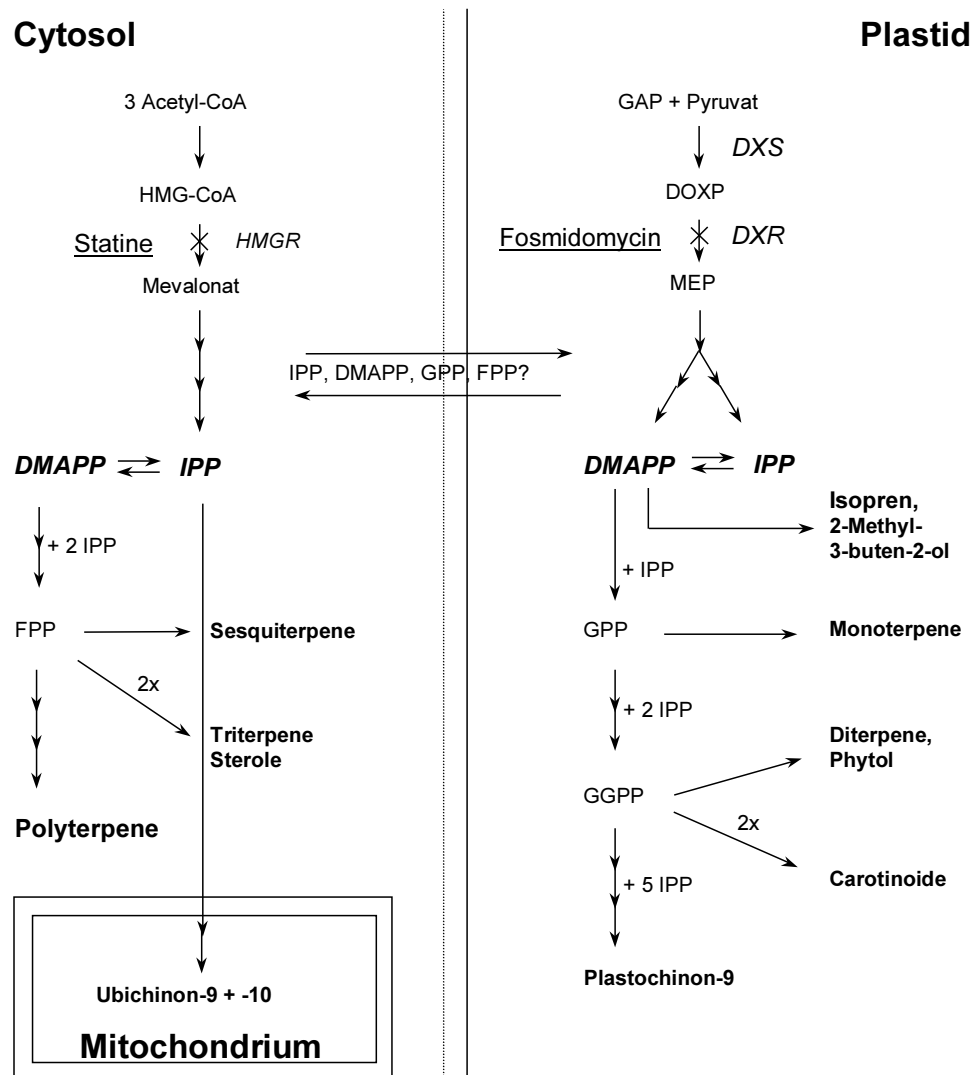 Cytosol
Plastid
3 Acetyl-CoA
HMG-CoA
Statine
HMGR
Mevalonat
GAP + Pyruvat
DXS
DOXP
Fosmidomycin
DXR
MEP
IPP, DMAPP, GPP, FPP?
DMAPP
IPP
+ 2 IPP
FPP
Sesquiterpene
2x
Triterpene
Sterole
Polyterpene
Ubichinon-9 + -10
Mitochondrium
DMAPP
IPP
Isopren,
2-Methyl-
3-buten-2-ol
+ IPP
GPP
Monoterpene
+ 2 IPP
Diterpene,
Phytol
GGPP
2x
Carotinoide
+ 5 IPP
Plastochinon-9